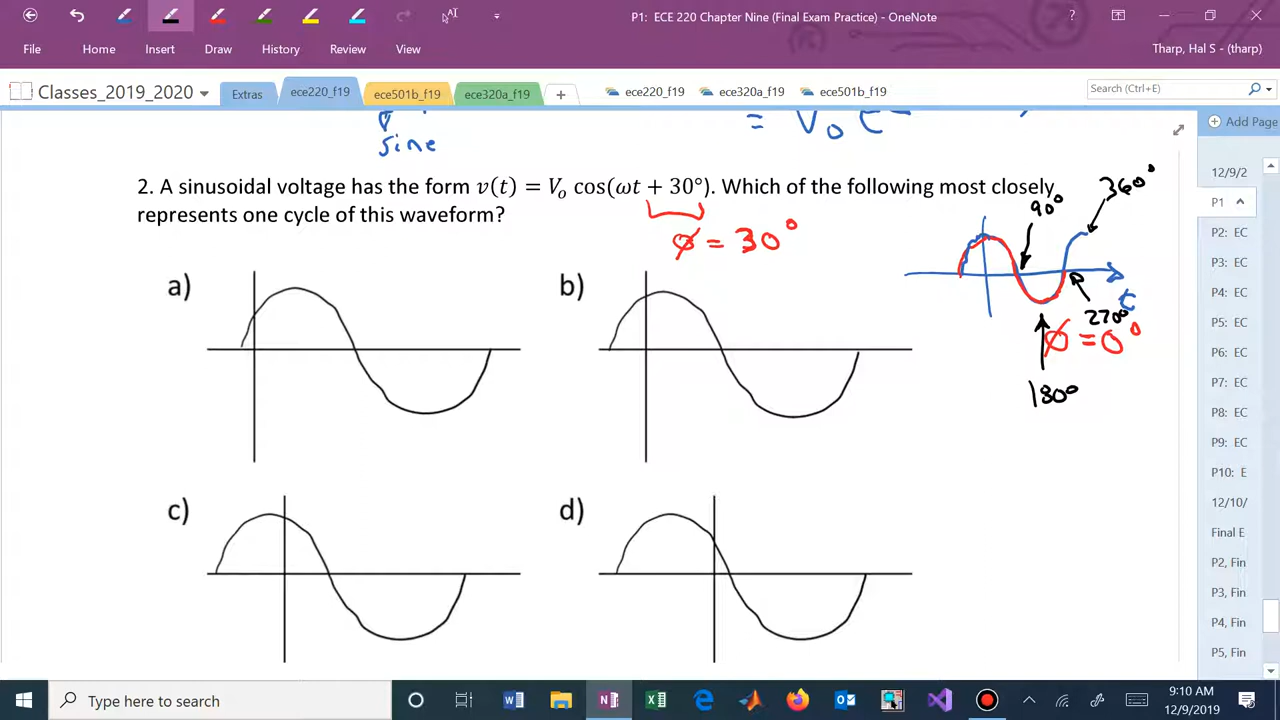 P1: ECE 220 Chapter Nine (Final Exam Practice) - OneNote
Tharp, Hal S - (tharp)
File Home Insert Draw History Review View
Classes_2019_2020 Extras ece220_f19 ece501b_f19 ece320a_f19 + ece220_f19 ece320a_f19 ece501b_f19
Search (Ctrl+E)
Add Page
sine
= V₀
2. A sinusoidal voltage has the form v(t) = Vₒ cos(ωt + 30°). Which of the following most closely
represents one cycle of this waveform?
φ = 30°
90°
360°
t
270°
φ = 0°
180°
a)
b)
c)
d)
12/9/2
P1
P2: EC
P3: EC
P4: EC
P5: EC
P6: EC
P7: EC
P8: EC
P9: EC
P10: E
12/10/
Final E
P2, Fin
P3, Fin
P4, Fin
P5, Fin
Type here to search
9:10 AM
12/9/2019